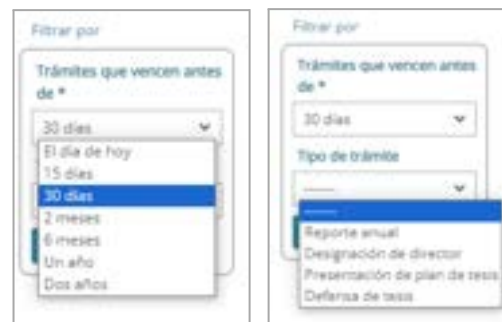 Filtrar por
Trámites que vencen antes
de *
30 días
El día de hoy
15 días
30 días
2 meses
6 meses
Un año
Dos años
Filtrar por
Trámites que vencen antes
de *
30 días
Tipo de trámite
------
------
Reporte anual
Designación de director
Presentación de plan de tesis
Defensa de tesis